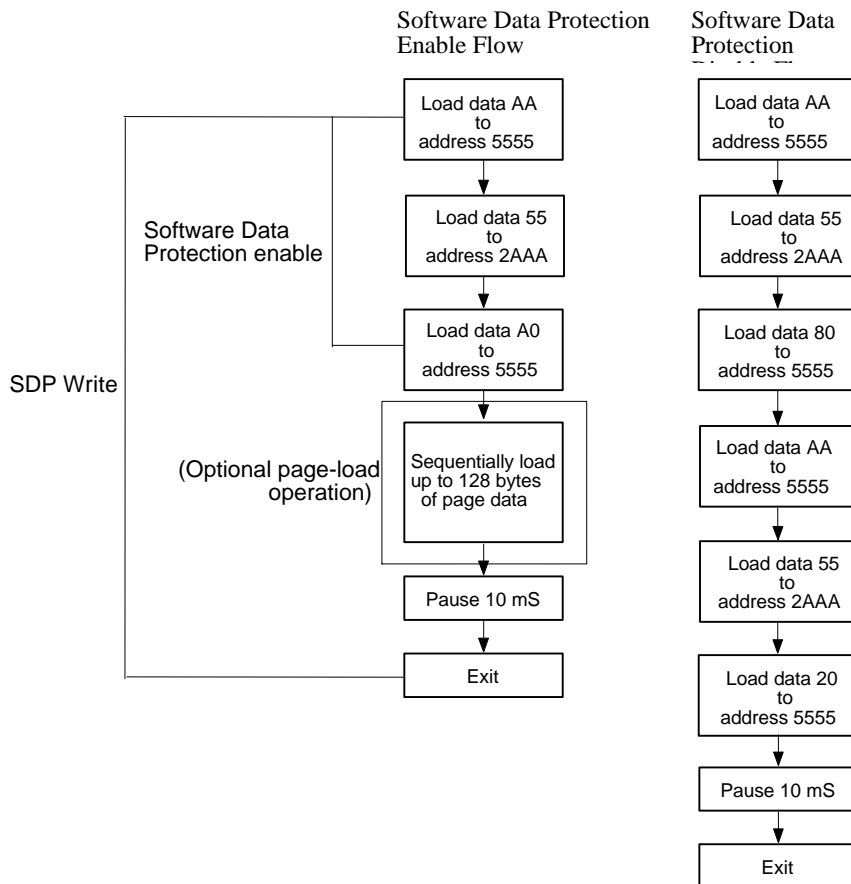 Software Data Protection
Enable Flow
Load data AA
to
address 5555
Load data 55
to
address 2AAA
Software Data
Protection enable
Load data A0
to
address 5555
SDP Write
(Optional page-load
operation)
Sequentially load
up to 128 bytes
of page data
Pause 10 mS
Exit
Software Data
Protection
Load data AA
to
address 5555
Load data 55
to
address 2AAA
Load data 80
to
address 5555
Load data AA
to
address 5555
Load data 55
to
address 2AAA
Load data 20
to
address 5555
Pause 10 mS
Exit